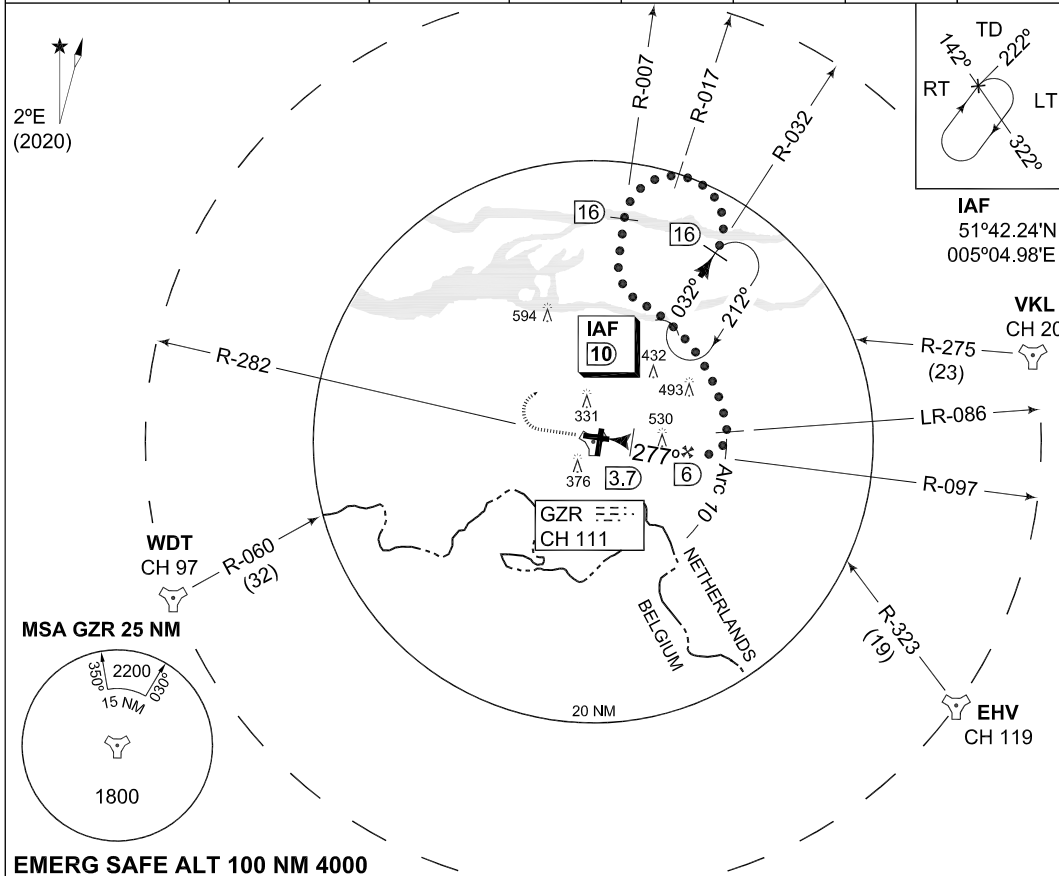 R-007
R-017
R-032
TD
142º
222º
RT
LT
322º
2ºE
(2020)
IAF
51º42.24'N
005º04.98'E
16
16
032º
212º
594
IAF
10
432
493
331
530
376
277º
3.7
6
Arc 10
R-282
VKL
CH 20
R-275
(23)
LR-086
R-097
GZR
CH 111
WDT
CH 97
R-060
(32)
NETHERLANDS
BELGIUM
R-323
(19)
EHV
CH 119
20 NM
MSA GZR 25 NM
350º
2200
030º
15 NM
1800
EMERG SAFE ALT 100 NM 4000